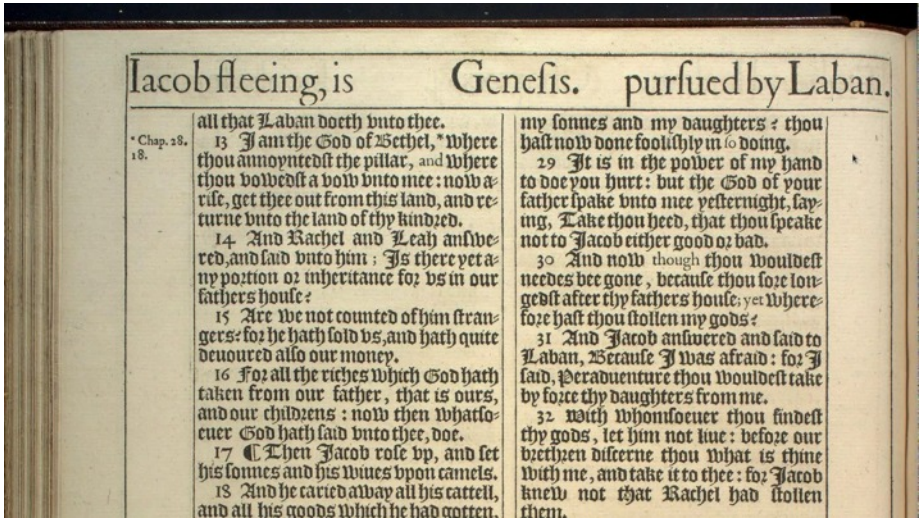 Iacob fleeing, is Genesis. pursued by Laban.
* Chap. 28.
18.
all that Laban doeth vnto thee.
13 I am the God of Bethel, * where
thou annoyntedst the pillar, and where
thou vowedst a vow vnto mee: now a-
rise, get thee out from this land, and re-
turne vnto the land of thy kindred.
14 And Rachel and Leah answe-
red, and said vnto him ; Is there yet a-
ny portion or inheritance for vs in our
fathers house?
15 Are we not counted of him stran-
gers? for he hath sold vs, and hath quite
deuoured also our money.
16 For all the riches which God hath
taken from our father, that is ours,
and our childrens : now then whatso-
euer God hath said vnto thee, doe.
17 ¶ Then Jacob rose vp, and set
his sonnes and his wiues vpon camels.
18 And he caried away all his cattell,
and all his goods which he had gotten,
my sonnes and my daughters ? thou
hast now done foolishly in so doing.
29 It is in the power of my hand
to doe you hurt : but the God of your
father spake vnto mee yesternight, say-
ing, Take thou heed, that thou speake
not to Jacob either good or bad.
30 And now though thou wouldest
needes bee gone , because thou sore lon-
gedst after thy fathers house; yet where-
fore hast thou stollen my gods?
31 And Jacob answered and said to
Laban, Because I was afraid : for I
said, Peraduenture thou wouldest take
by force thy daughters from me.
32 With whomsoeuer thou findest
thy gods , let him not liue : before our
brethren discerne thou what is thine
with me , and take it to thee : for Jacob
knew not that Rachel had stollen
them.